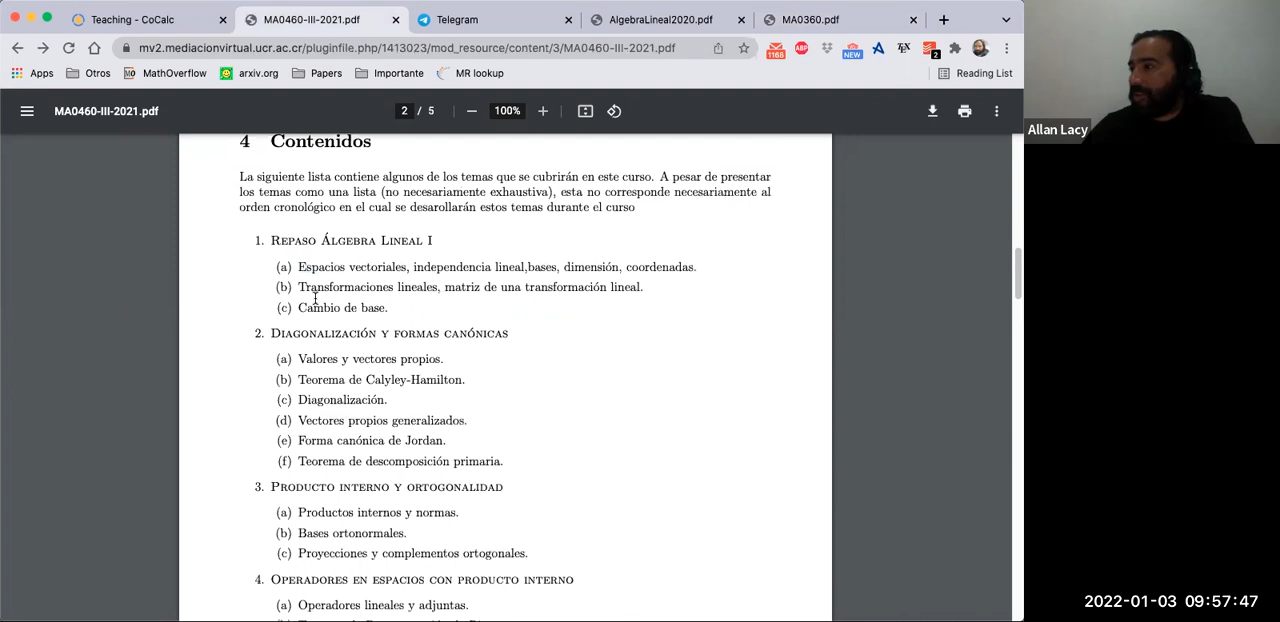 Teaching - CoCalc
MA0460-III-2021.pdf
Telegram
AlgebraLineal2020.pdf
MA0360.pdf
mv2.mediacionvirtual.ucr.ac.cr/pluginfile.php/1413023/mod_resource/content/3/MA0460-III-2021.pdf
1168
ABP
NEW
2
Apps
Otros
MathOverflow
arxiv.org
Papers
Importante
MR lookup
Reading List
MA0460-III-2021.pdf
2 / 5
100%
Allan Lacy
4 Contenidos
La siguiente lista contiene algunos de los temas que se cubrirán en este curso. A pesar de presentar
los temas como una lista (no necesariamente exhaustiva), esta no corresponde necesariamente al
orden cronológico en el cual se desarollarán estos temas durante el curso
1. Repaso Álgebra Lineal I
(a) Espacios vectoriales, independencia lineal,bases, dimensión, coordenadas.
(b) Transformaciones lineales, matriz de una transformación lineal.
(c) Cambio de base.
2. Diagonalización y formas canónicas
(a) Valores y vectores propios.
(b) Teorema de Calyley-Hamilton.
(c) Diagonalización.
(d) Vectores propios generalizados.
(e) Forma canónica de Jordan.
(f) Teorema de descomposición primaria.
3. Producto interno y ortogonalidad
(a) Productos internos y normas.
(b) Bases ortonormales.
(c) Proyecciones y complementos ortogonales.
4. Operadores en espacios con producto interno
(a) Operadores lineales y adjuntas.
2022-01-03 09:57:47